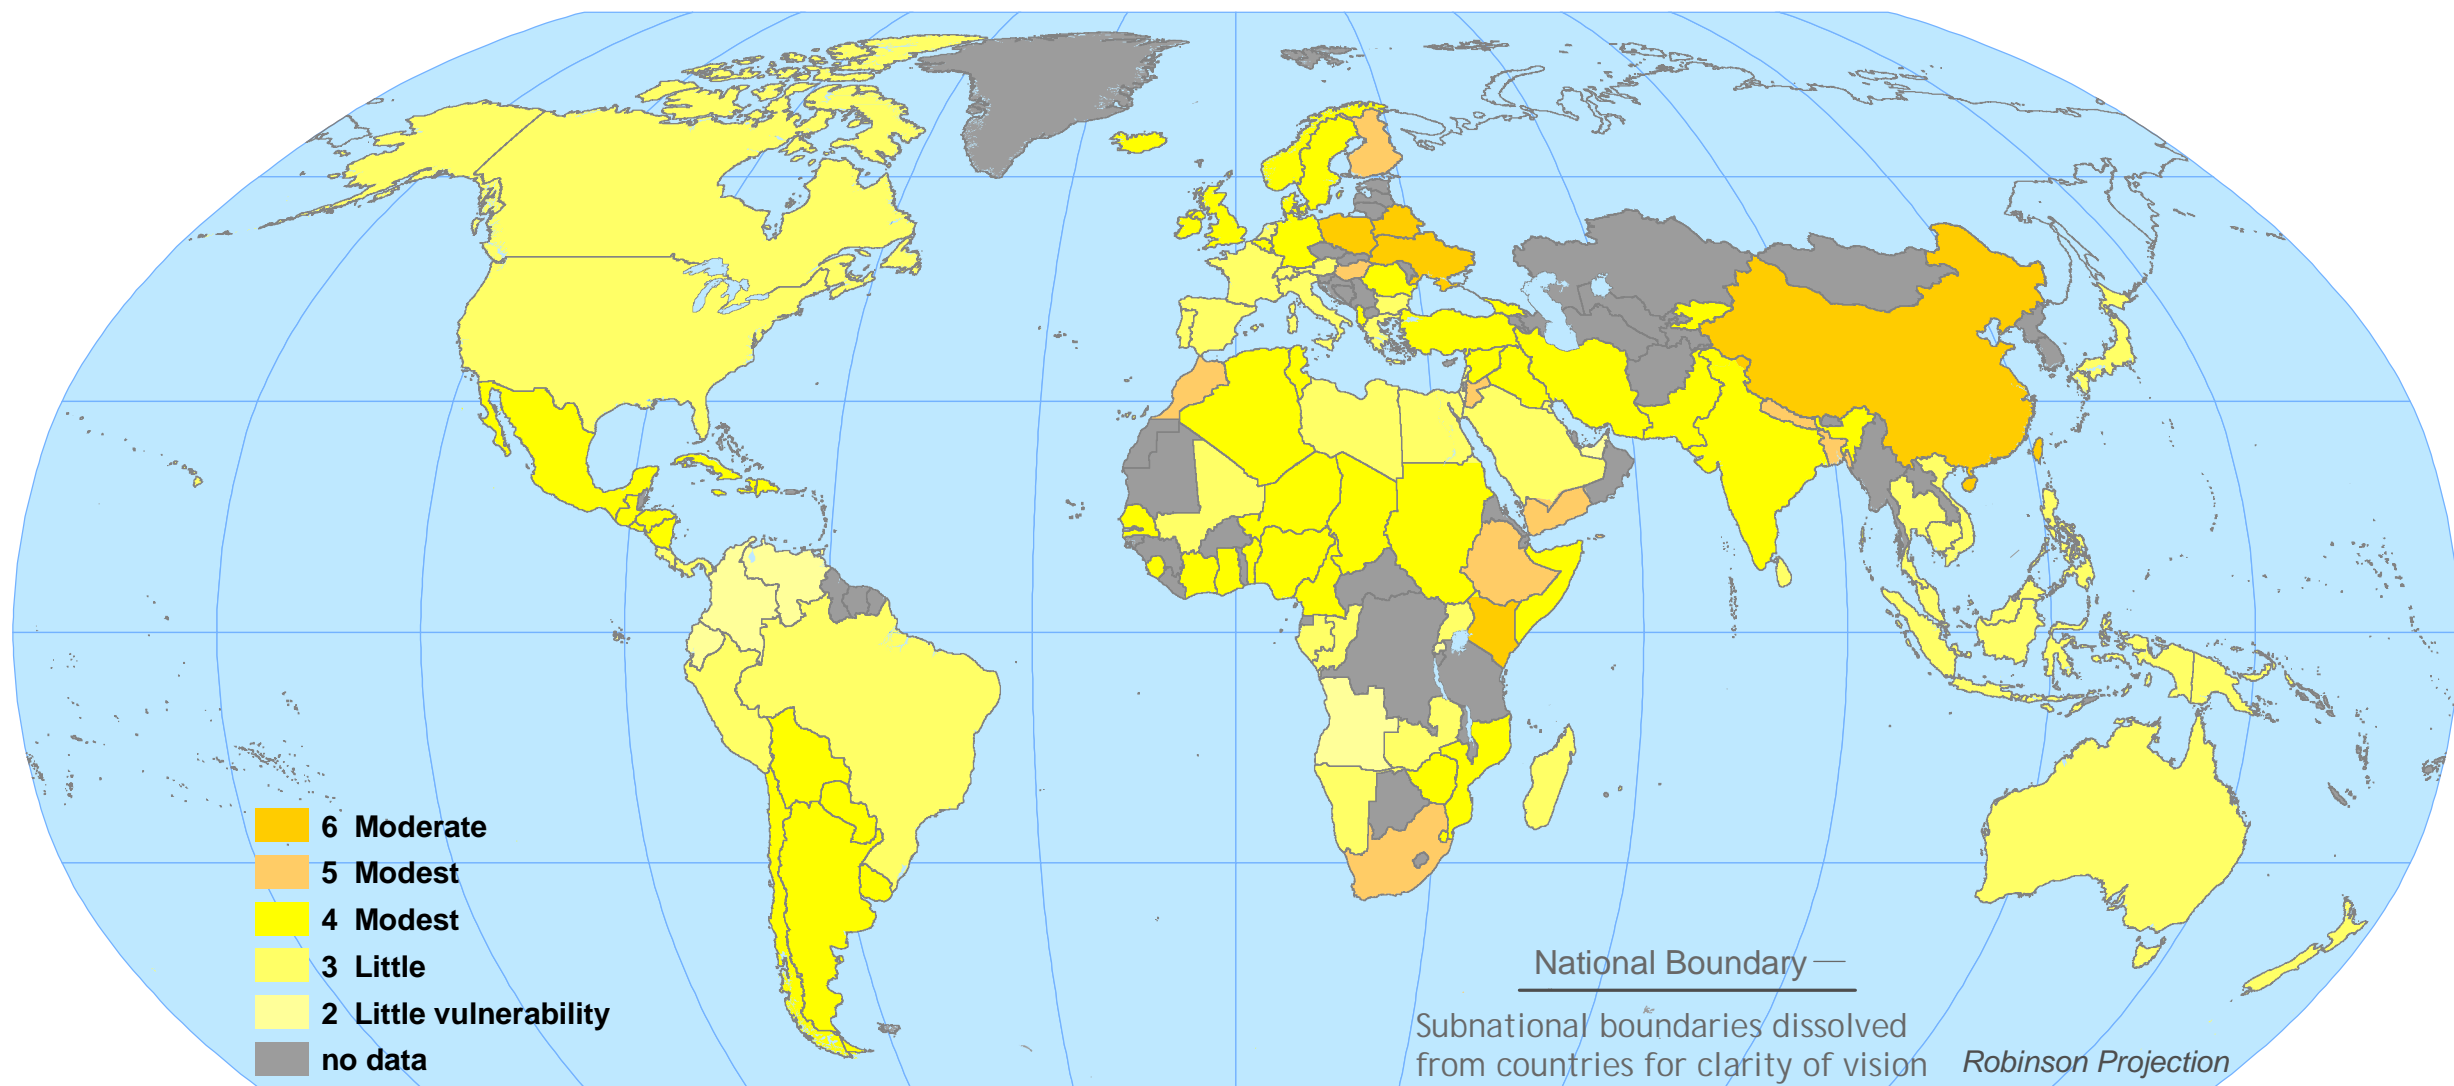 6 Moderate
5 Modest
4 Modest
3 Little
2 Little vulnerability
no data
National Boundary
Subnational boundaries dissolved
from countries for clarity of vision
Robinson Projection